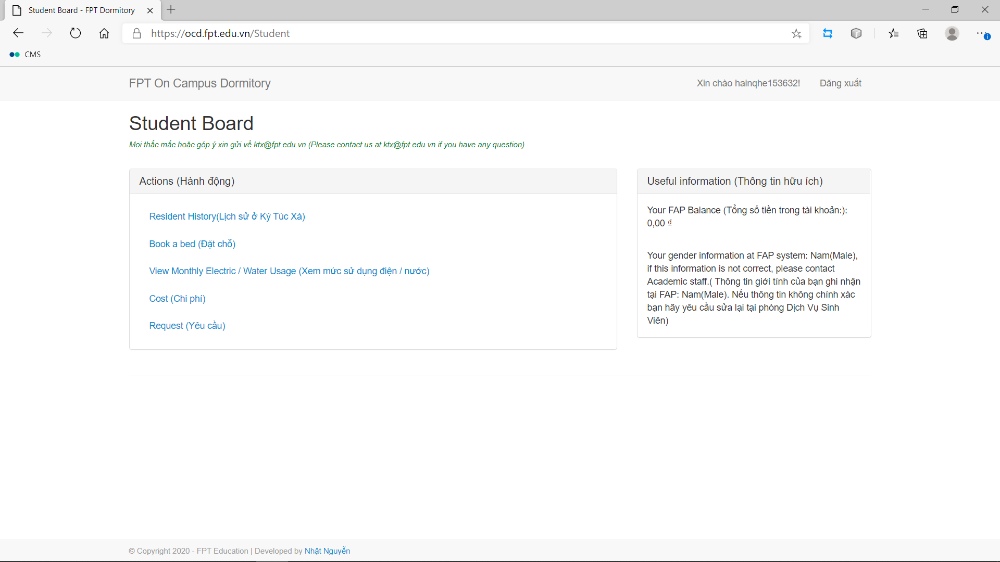 Student Board - FPT Dormitory
https://ocd.fpt.edu.vn/Student
CMS
FPT On Campus Dormitory
Xin chào hainqhe153632!
Đăng xuất
Student Board
Mọi thắc mắc hoặc góp ý xin gửi về ktx@fpt.edu.vn (Please contact us at ktx@fpt.edu.vn if you have any question)
Actions (Hành động)
Resident History(Lịch sử ở Ký Túc Xá)
Book a bed (Đặt chỗ)
View Monthly Electric / Water Usage (Xem mức sử dụng điện / nước)
Cost (Chi phí)
Request (Yêu cầu)
Useful information (Thông tin hữu ích)
Your FAP Balance (Tổng số tiền trong tài khoản:):
0,00 ₫
Your gender information at FAP system: Nam(Male),
if this information is not correct, please contact
Academic staff.( Thông tin giới tính của bạn ghi nhận
tại FAP: Nam(Male). Nếu thông tin không chính xác
bạn hãy yêu cầu sửa lại tại phòng Dịch Vụ Sinh
Viên)
© Copyright 2020 - FPT Education | Developed by Nhật Nguyễn